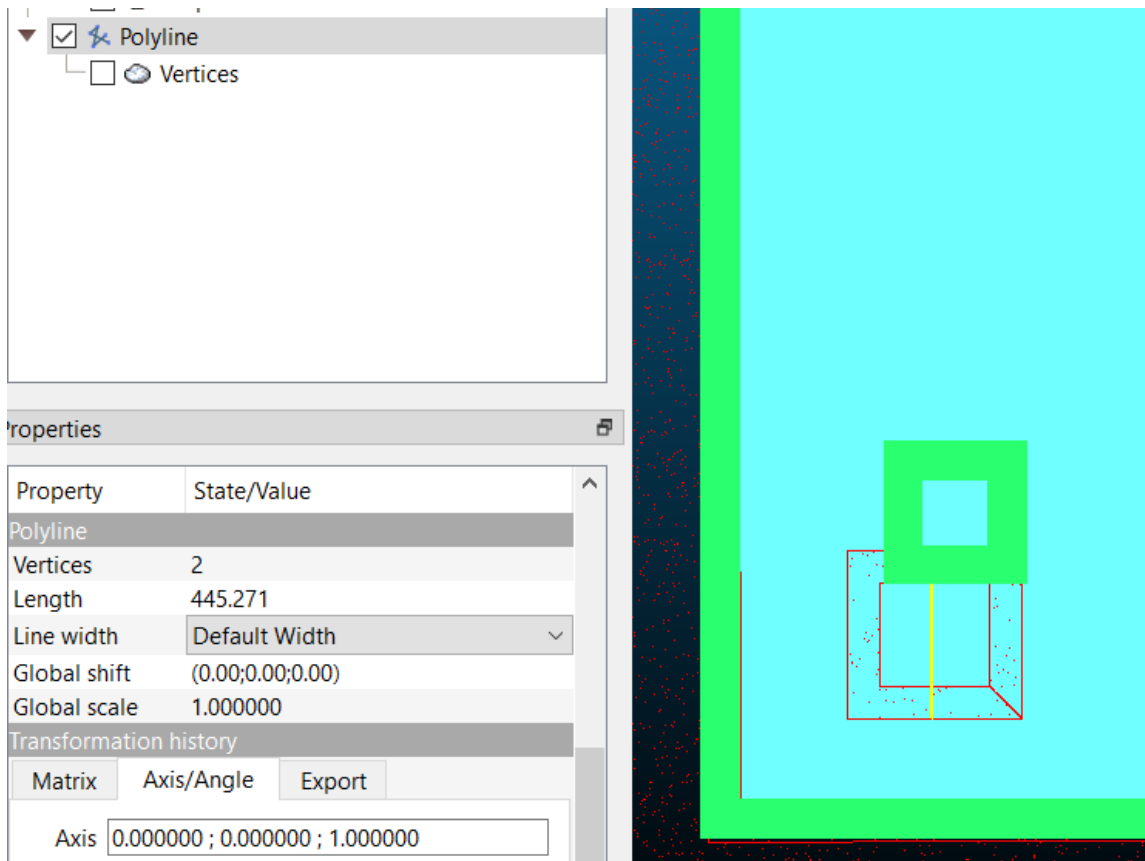 Polyline
Vertices
Properties
Property State/Value
Polyline
Vertices 2
Length 445.271
Line width Default Width
Global shift (0.00;0.00;0.00)
Global scale 1.000000
Transformation history
Matrix Axis/Angle Export
Axis 0.000000 ; 0.000000 ; 1.000000